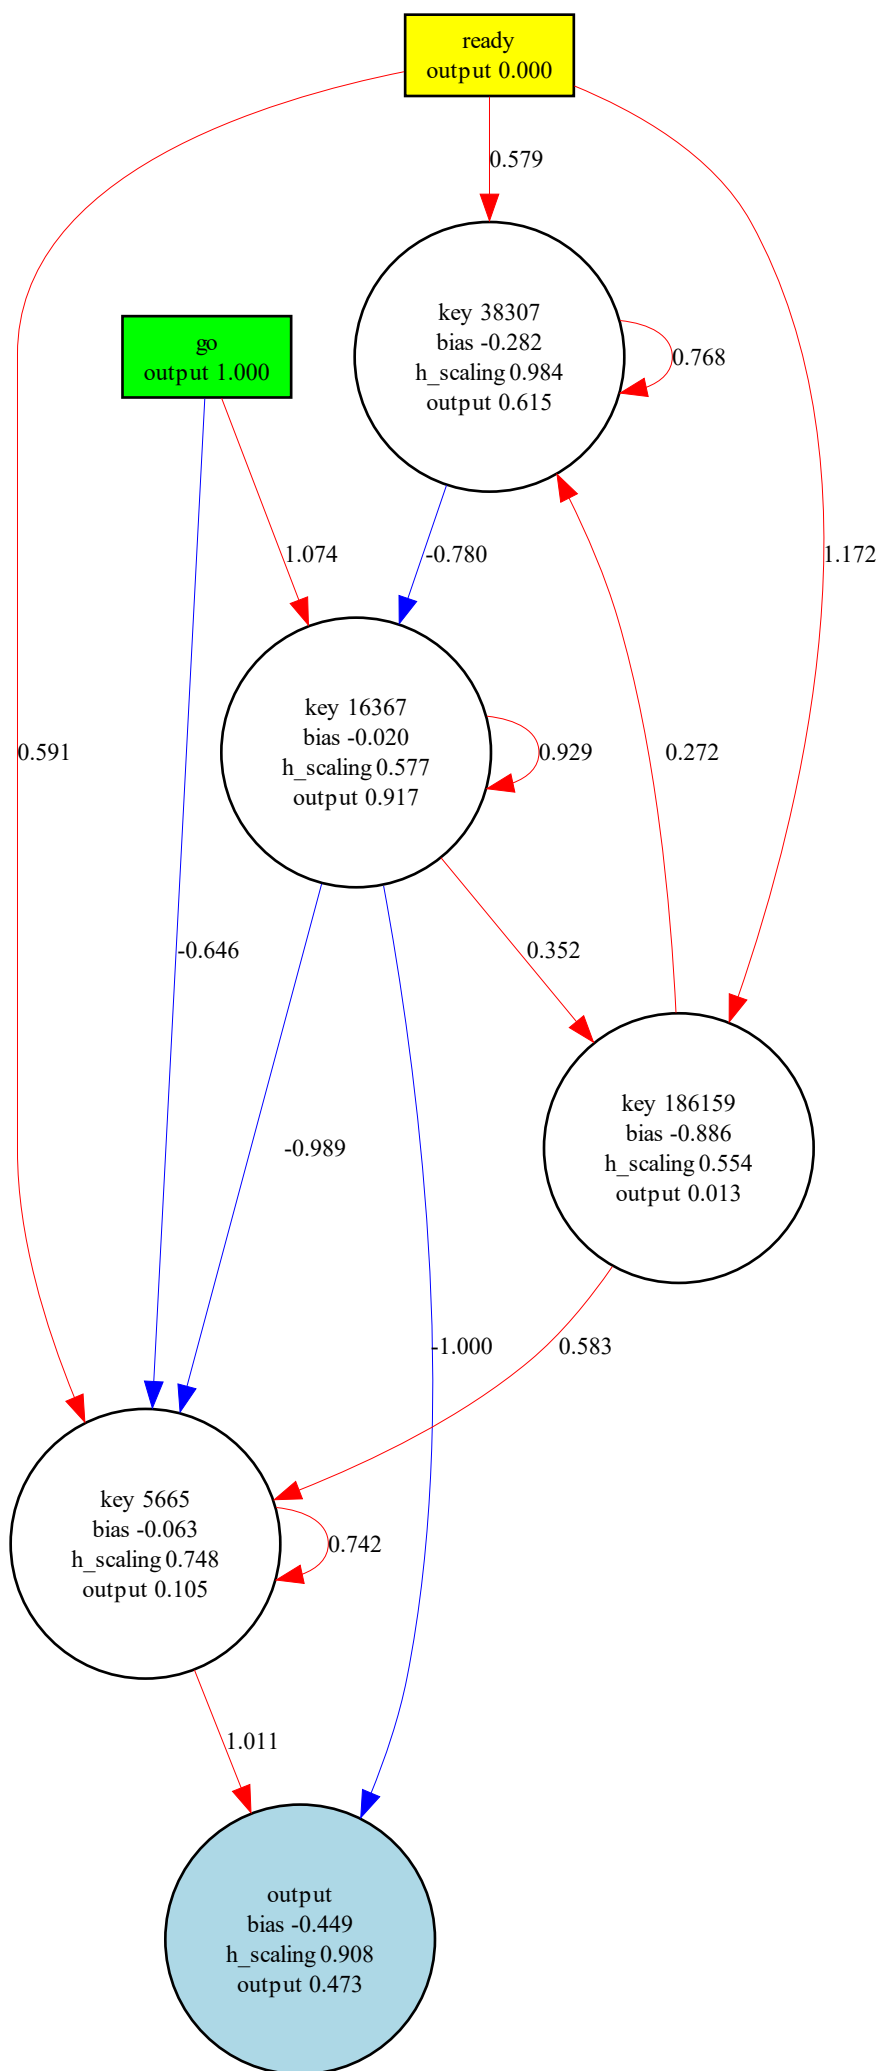 ready
output 0.000
0.579
key 38307
bias -0.282
h_scaling 0.984
output 0.615
0.768
go
output 1.000
1.074
-0.780
1.172
key 16367
bias -0.020
h_scaling 0.577
output 0.917
0.929
0.591
0.272
-0.646
0.352
key 186159
bias -0.886
h_scaling 0.554
output 0.013
-0.989
-1.000
0.583
key 5665
bias -0.063
h_scaling 0.748
output 0.105
0.742
1.011
output
bias -0.449
h_scaling 0.908
output 0.473